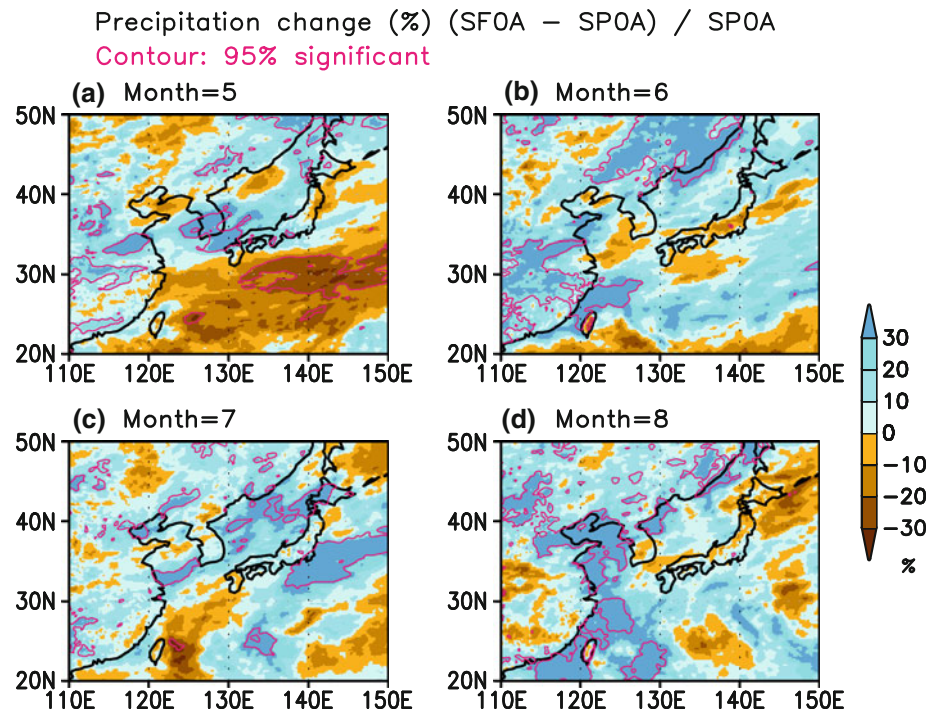 Precipitation change (%) (SF0A − SP0A) / SP0A
Contour: 95% significant
(a) Month=5
(b) Month=6
50N
50N
40N
40N
30N
30N
20N
20N
110E 120E 130E 140E 150E
110E 120E 130E 140E 150E
(c) Month=7
(d) Month=8
50N
50N
40N
40N
30N
30N
20N
20N
110E 120E 130E 140E 150E
110E 120E 130E 140E 150E
30
20
10
0
−10
−20
−30
%